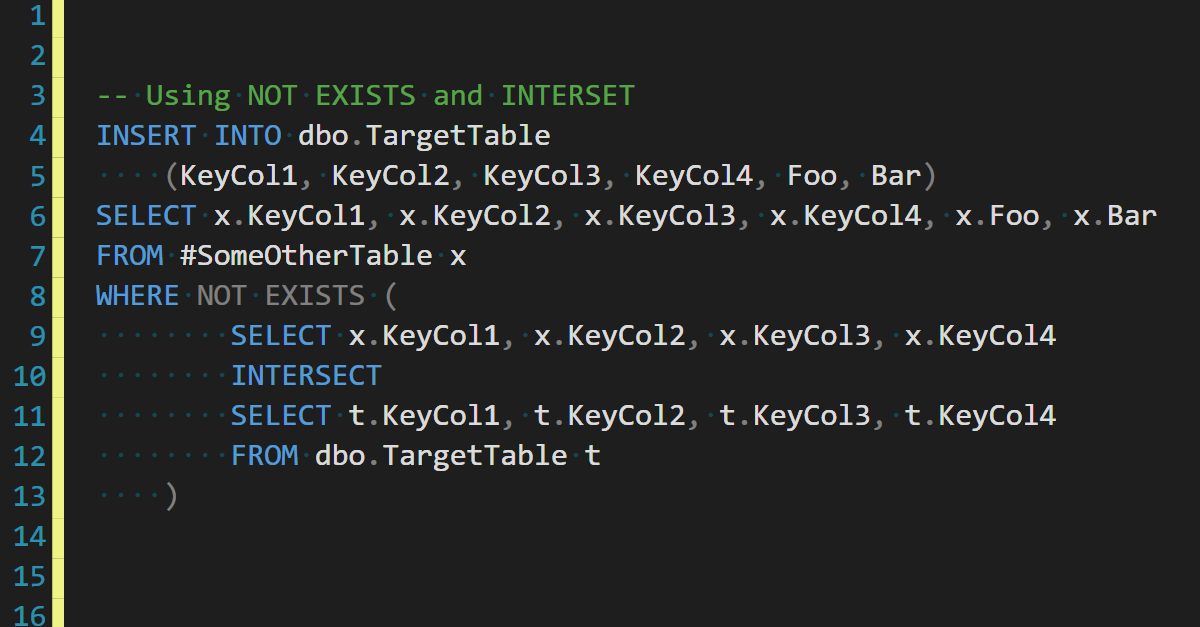 1
2
3 -- Using NOT EXISTS and INTERSET
4 INSERT INTO dbo.TargetTable
5 (KeyCol1, KeyCol2, KeyCol3, KeyCol4, Foo, Bar)
6 SELECT x.KeyCol1, x.KeyCol2, x.KeyCol3, x.KeyCol4, x.Foo, x.Bar
7 FROM #SomeOtherTable x
8 WHERE NOT EXISTS (
9 SELECT x.KeyCol1, x.KeyCol2, x.KeyCol3, x.KeyCol4
10 INTERSECT
11 SELECT t.KeyCol1, t.KeyCol2, t.KeyCol3, t.KeyCol4
12 FROM dbo.TargetTable t
13 )
14
15
16